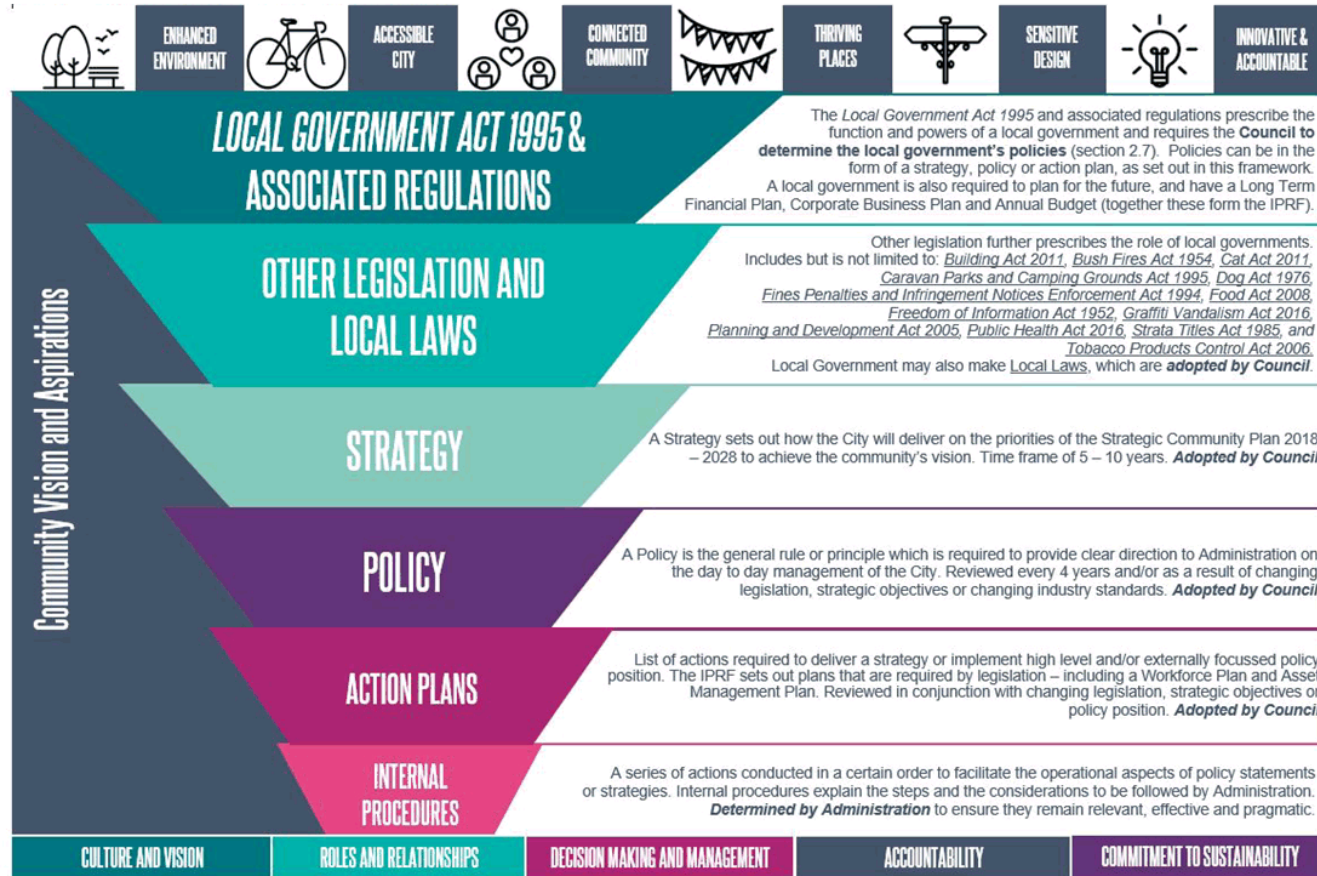 ENHANCED
ENVIRONMENT
ACCESSIBLE
CITY
CONNECTED
COMMUNITY
THRIVING
PLACES
SENSITIVE
DESIGN
INNOVATIVE &
ACCOUNTABLE
Community Vision and Aspirations
LOCAL GOVERNMENT ACT 1995 &
ASSOCIATED REGULATIONS
The Local Government Act 1995 and associated regulations prescribe the
function and powers of a local government and requires the Council to
determine the local government's policies (section 2.7). Policies can be in the
form of a strategy, policy or action plan, as set out in this framework.
A local government is also required to plan for the future, and have a Long Term
Financial Plan, Corporate Business Plan and Annual Budget (together these form the IPRF).
OTHER LEGISLATION AND
LOCAL LAWS
Other legislation further prescribes the role of local governments.
Includes but is not limited to: Building Act 2011, Bush Fires Act 1954, Cat Act 2011,
Caravan Parks and Camping Grounds Act 1995, Dog Act 1976,
Fines Penalties and Infringement Notices Enforcement Act 1994, Food Act 2008,
Freedom of Information Act 1952, Graffiti Vandalism Act 2016,
Planning and Development Act 2005, Public Health Act 2016, Strata Titles Act 1985, and
Tobacco Products Control Act 2006.
Local Government may also make Local Laws, which are adopted by Council.
STRATEGY
A Strategy sets out how the City will deliver on the priorities of the Strategic Community Plan 2018
– 2028 to achieve the community's vision. Time frame of 5 – 10 years. Adopted by Council
POLICY
A Policy is the general rule or principle which is required to provide clear direction to Administration on
the day to day management of the City. Reviewed every 4 years and/or as a result of changing
legislation, strategic objectives or changing industry standards. Adopted by Council
ACTION PLANS
List of actions required to deliver a strategy or implement high level and/or externally focussed policy
position. The IPRF sets out plans that are required by legislation – including a Workforce Plan and Asset
Management Plan. Reviewed in conjunction with changing legislation, strategic objectives or
policy position. Adopted by Council
INTERNAL
PROCEDURES
A series of actions conducted in a certain order to facilitate the operational aspects of policy statements
or strategies. Internal procedures explain the steps and the considerations to be followed by Administration.
Determined by Administration to ensure they remain relevant, effective and pragmatic.
CULTURE AND VISION
ROLES AND RELATIONSHIPS
DECISION MAKING AND MANAGEMENT
ACCOUNTABILITY
COMMITMENT TO SUSTAINABILITY